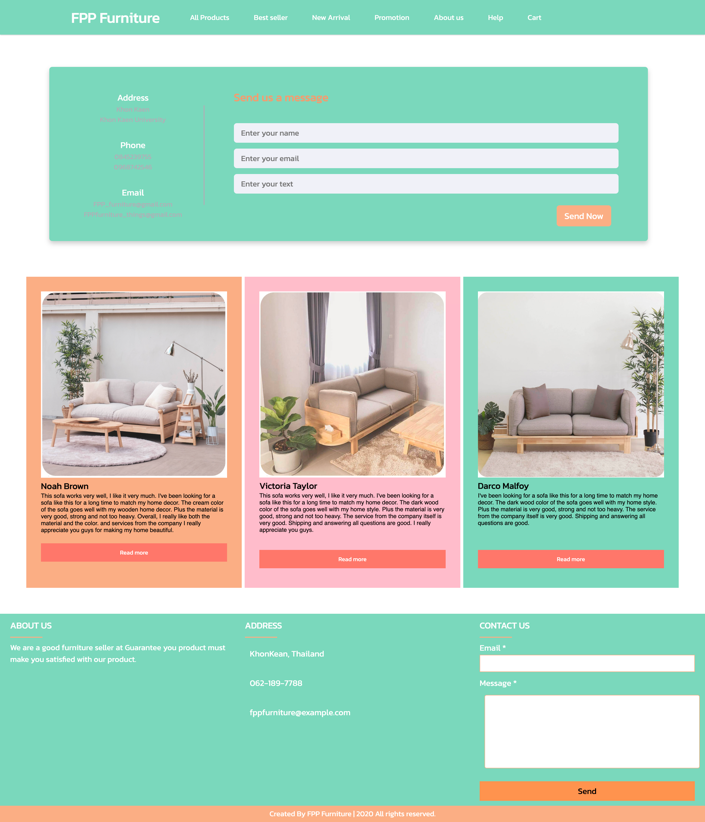 FPP Furniture
All Products Best seller New Arrival Promotion About us Help Cart
Address
Send us a message
Enter your name
Phone
Enter your email
Enter your text
Email
Send Now
Noah Brown
This sofa works very well, I like it very much. I've been looking for a
sofa like this for a long time to match my home decor. The cream color
of the sofa goes well with my wooden home decor. Plus the material is
very good, strong and not too heavy. Overall, I really like both the
material and the color. and services from the company I really
appreciate you guys for making my home beautiful.
Read more
Victoria Taylor
This sofa works very well, I like it very much. I've been looking for a
sofa like this for a long time to match my home decor. The dark wood
color of the sofa goes well with my home style. Plus the material is very
good, strong and not too heavy. The service from the company itself is
very good. Shipping and answering all questions are good. I really
appreciate you guys.
Read more
Darco Malfoy
I've been looking for a sofa like this for a long time to match my home
decor. The dark wood color of the sofa goes well with my home style.
Plus the material is very good, strong and not too heavy. The service
from the company itself is very good. Shipping and answering all
questions are good.
Read more
ABOUT US
We are a good furniture seller at Guarantee you product must
make you satisfied with our product.
ADDRESS
KhonKean, Thailand
062-189-7788
fppfurniture@example.com
CONTACT US
Email *
Message *
Send
Created By FPP Furniture | 2020 All rights reserved.